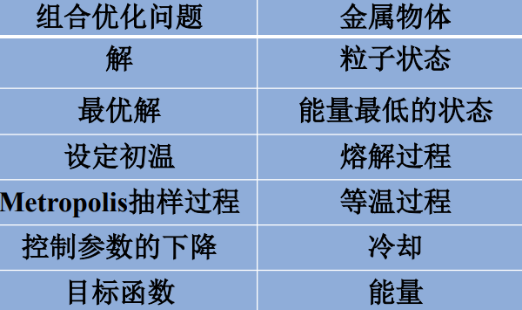 组合优化问题 金属物体
解 粒子状态
最优解 能量最低的状态
设定初温 熔解过程
Metropolis抽样过程 等温过程
控制参数的下降 冷却
目标函数 能量